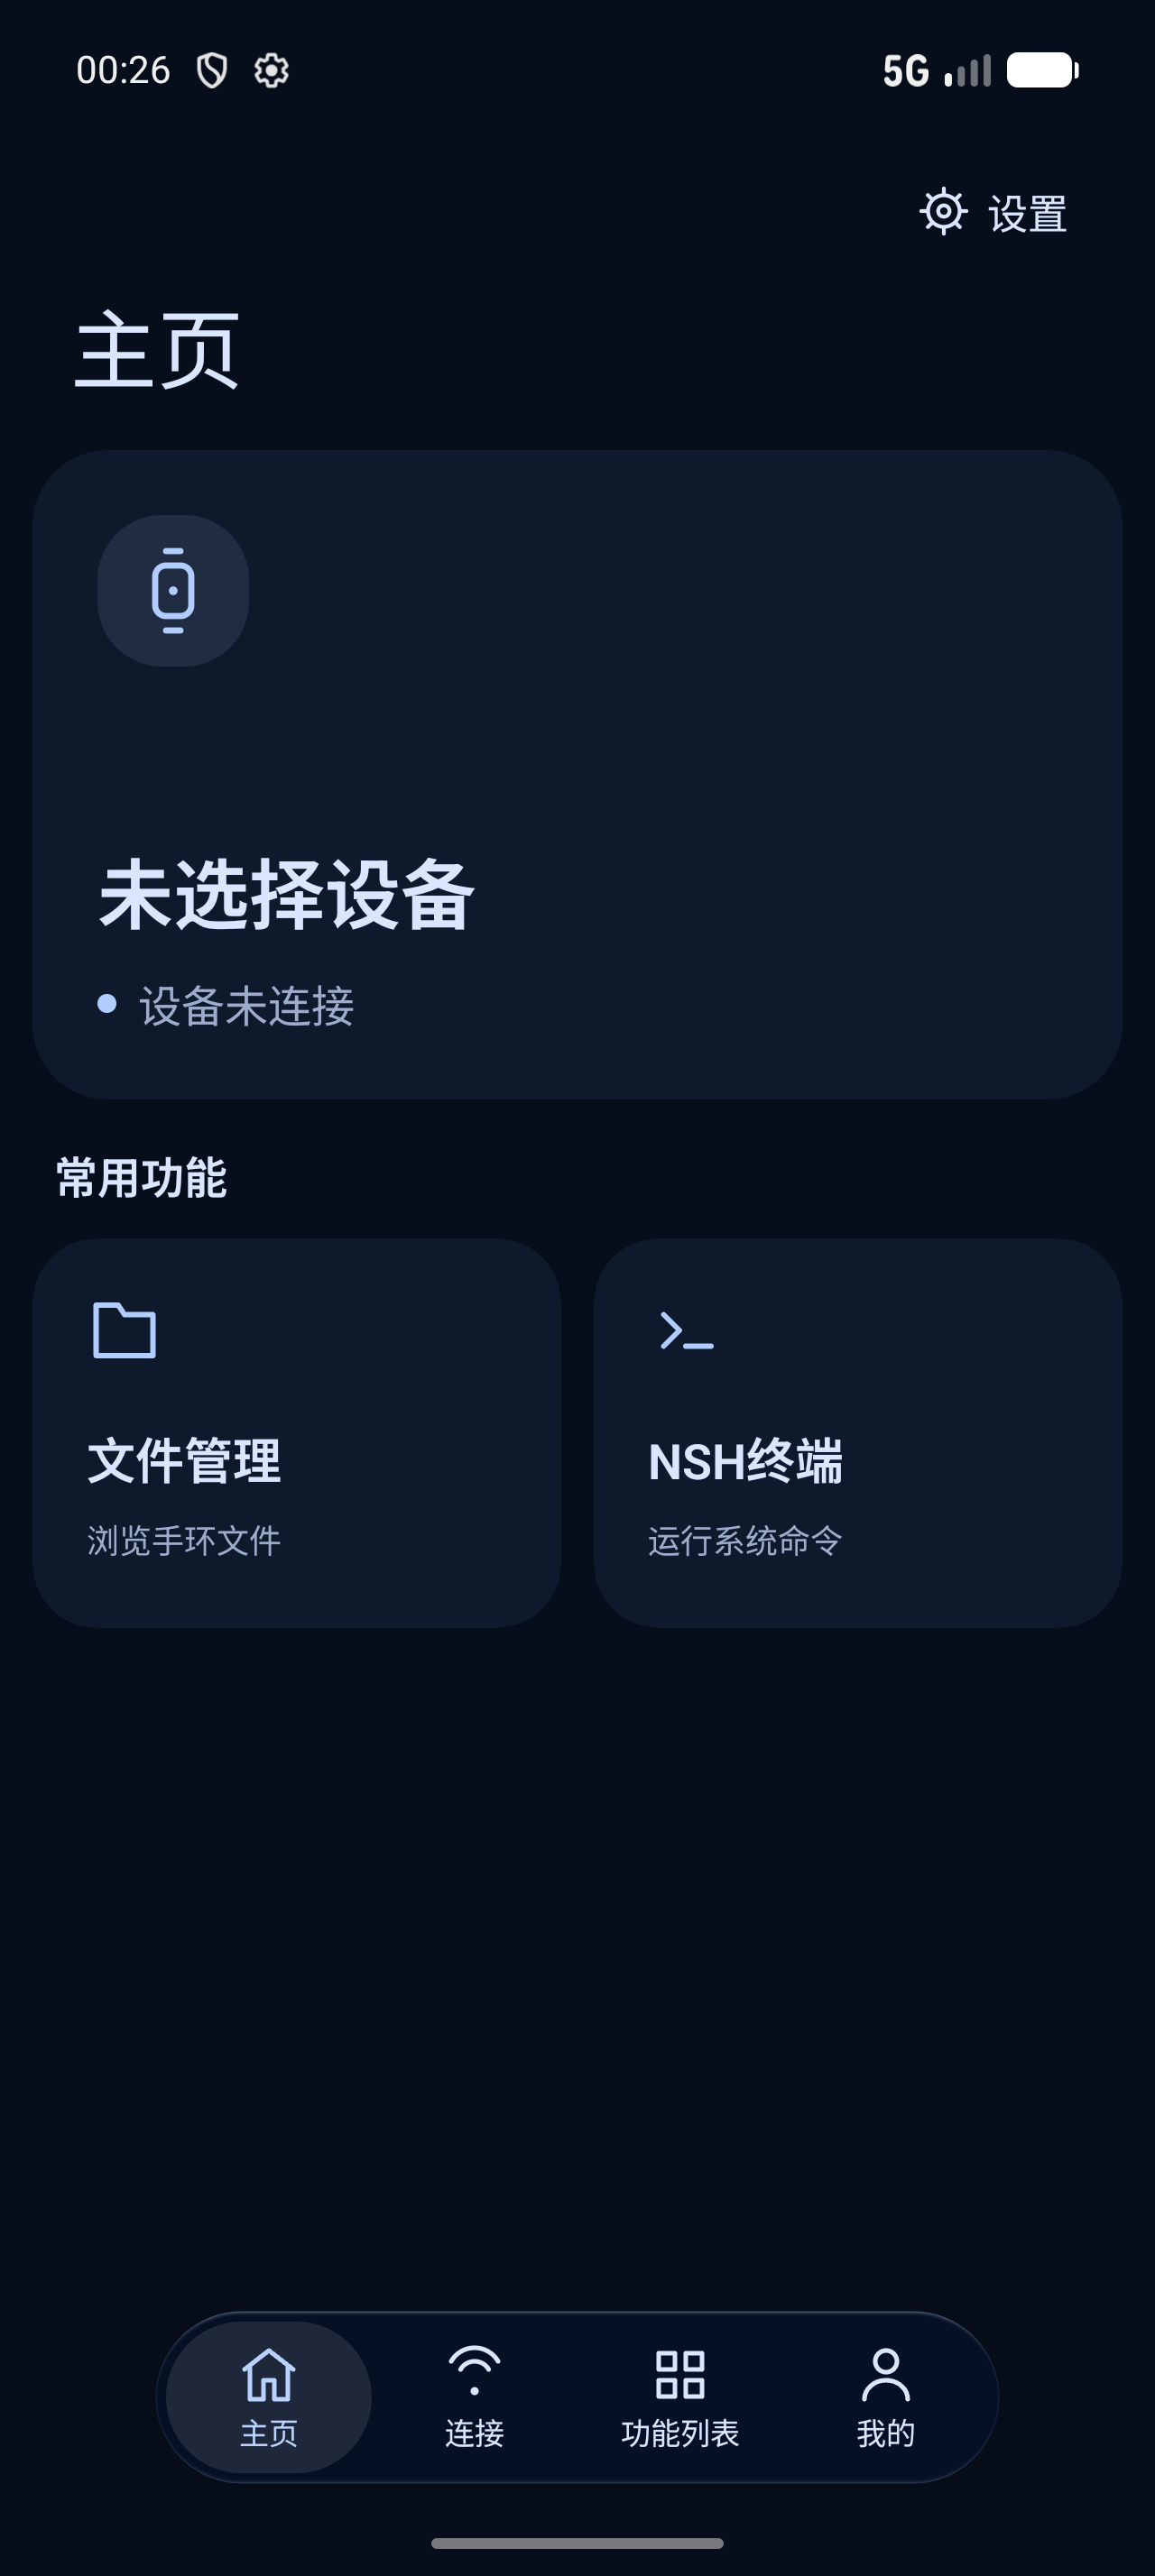 00:26
5G
设置
主页
未选择设备
设备未连接
常用功能
文件管理
浏览手环文件
NSH终端
运行系统命令
主页
连接
功能列表
我的